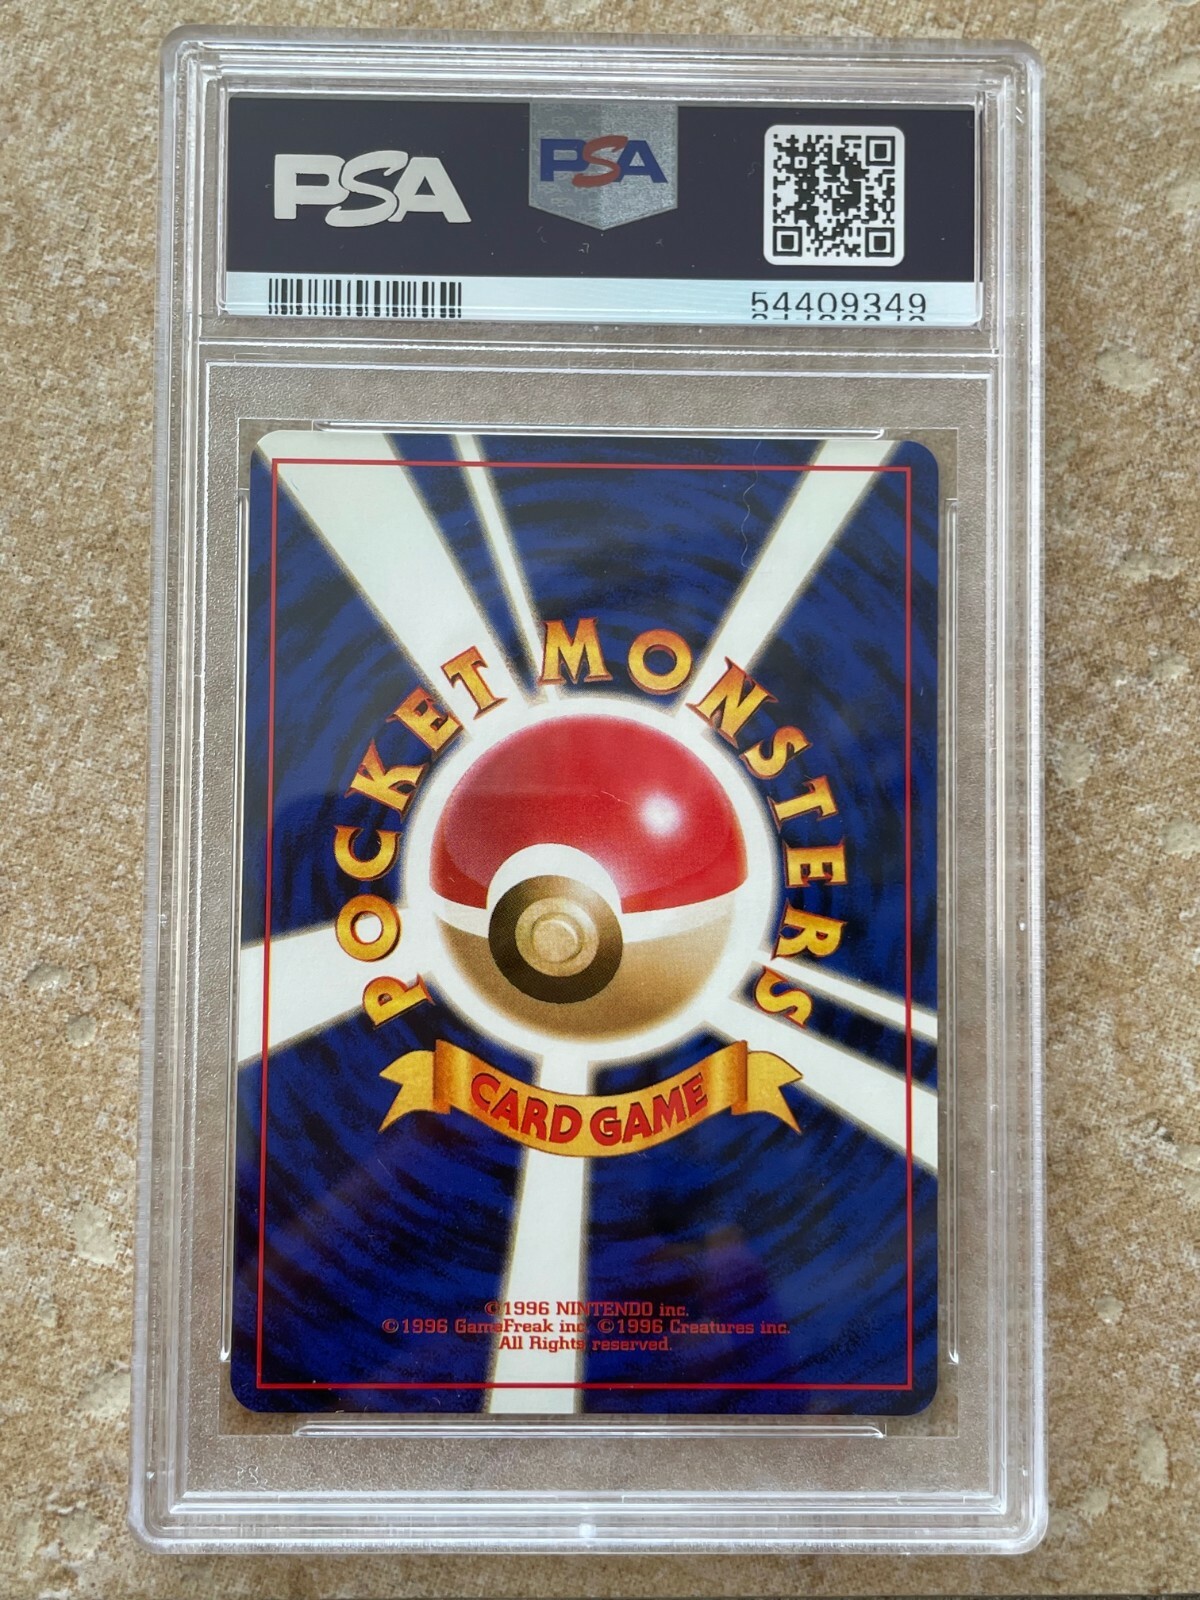 PSA PSA
54409349
POCKET MONSTERS
CARD GAME
©1996 NINTENDO inc.
©1996 GameFreak inc. ©1996 Creatures inc.
All Rights reserved.